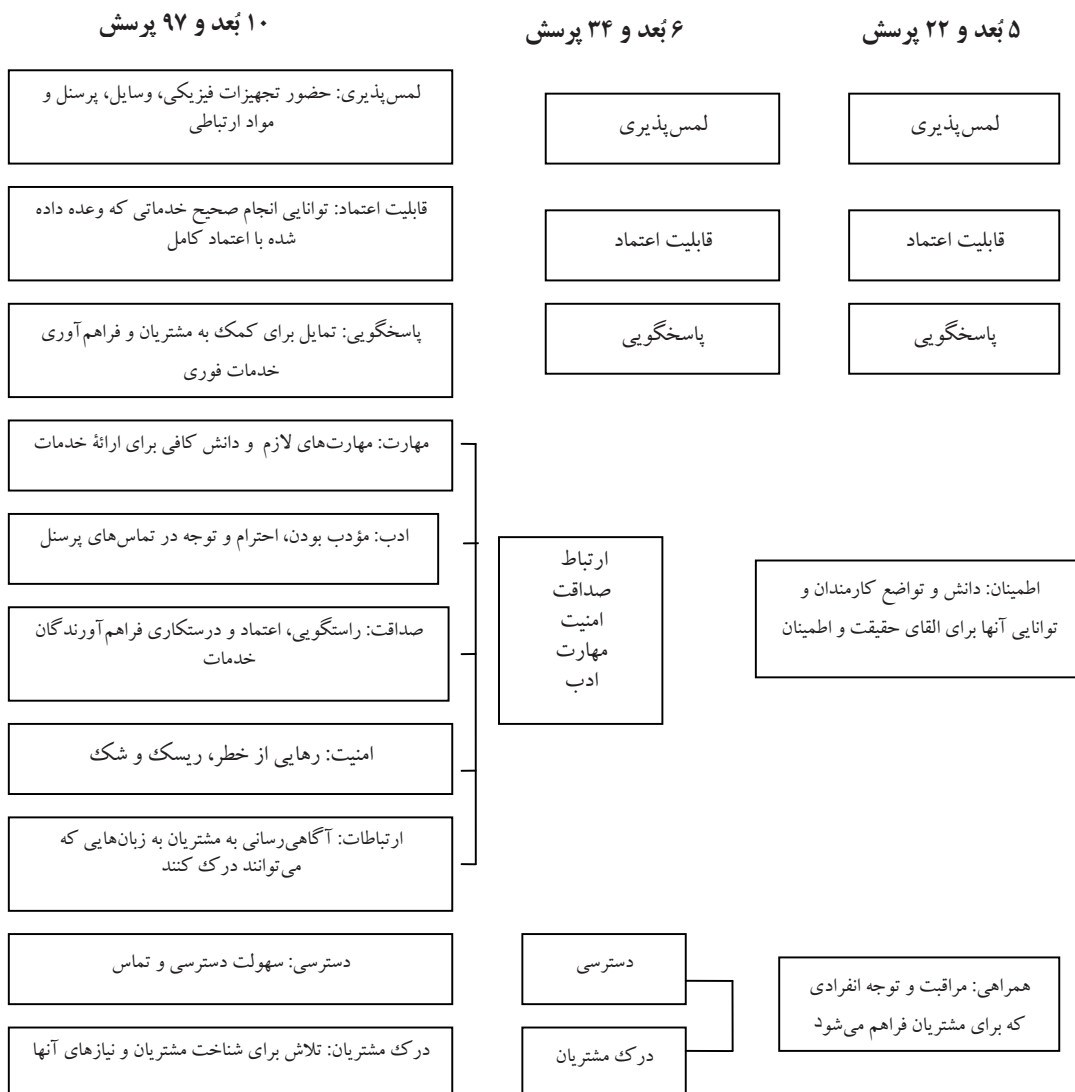 ۱۰ بُعد و ۹۷ پرسش
۶ بُعد و ۳۴ پرسش
۵ بُعد و ۲۲ پرسش
لمس‌پذیری: حضور تجهیزات فیزیکی، وسایل، پرسنل و
مواد ارتباطی
لمس‌پذیری
لمس‌پذیری
قابلیت اعتماد: توانایی انجام صحیح خدماتی که وعده داده
شده با اعتماد کامل
قابلیت اعتماد
قابلیت اعتماد
پاسخگویی: تمایل برای کمک به مشتریان و فراهم‌آوری
خدمات فوری
پاسخگویی
پاسخگویی
مهارت: مهارت‌های لازم و دانش کافی برای ارائهٔ خدمات
ادب: مؤدب بودن، احترام و توجه در تماس‌های پرسنل
صداقت: راستگویی، اعتماد و درستکاری فراهم‌آورندگان
خدمات
امنیت: رهایی از خطر، ریسک و شک
ارتباطات: آگاهی‌رسانی به مشتریان به زبان‌هایی که
می‌توانند درک کنند
ارتباط
صداقت
امنیت
مهارت
ادب
اطمینان: دانش و تواضع کارمندان و
توانایی آنها برای القای حقیقت و اطمینان
دسترسی: سهولت دسترسی و تماس
دسترسی
درک مشتریان: تلاش برای شناخت مشتریان و نیازهای آنها
درک مشتریان
همراهی: مراقبت و توجه انفرادی
که برای مشتریان فراهم می‌شود